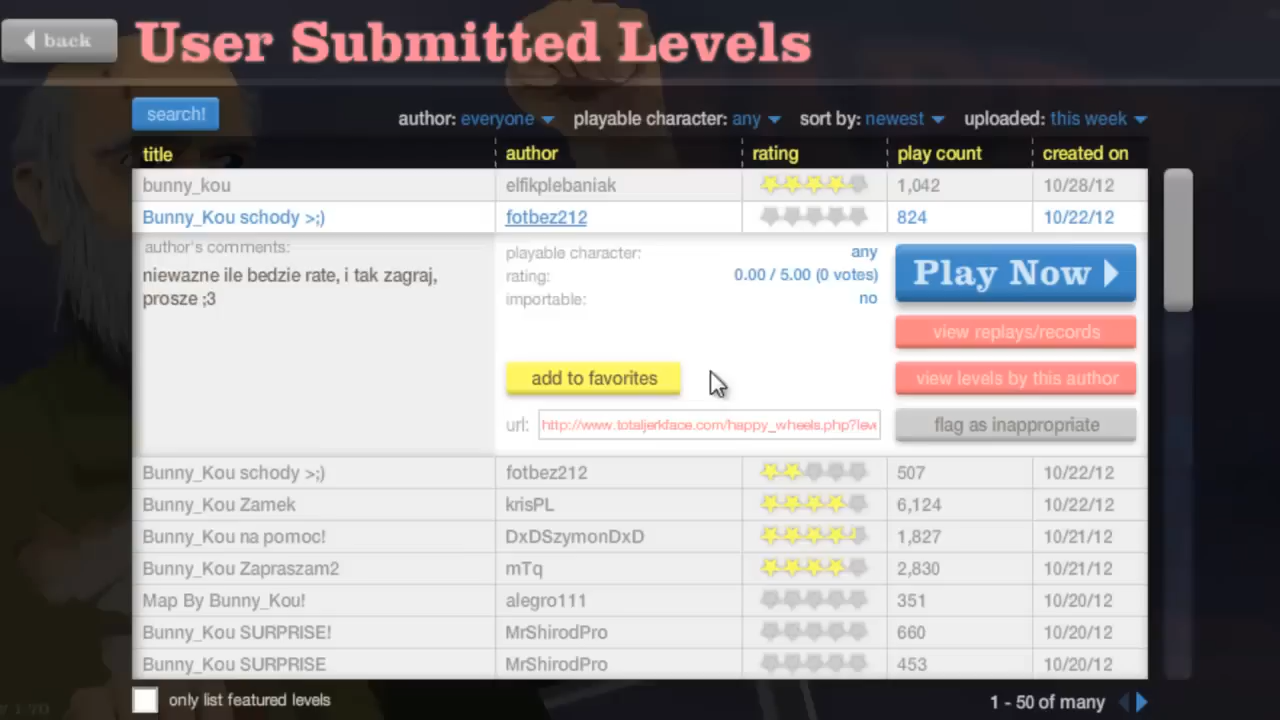 back
User Submitted Levels
search!
author: everyone playable character: any sort by: newest uploaded: this week
title author rating play count created on
bunny_kou elfikplebaniak 1,042 10/28/12
Bunny_Kou schody >;) fotbez212 824 10/22/12
author's comments:
niewazne ile bedzie rate, i tak zagraj,
prosze ;3
playable character: any
rating: 0.00 / 5.00 (0 votes)
importable: no
add to favorites
url: http://www.totaljerkface.com/happy_wheels.php?leve
Play Now
view replays/records
view levels by this author
flag as inappropriate
Bunny_Kou schody >;) fotbez212 507 10/22/12
Bunny_Kou Zamek krisPL 6,124 10/22/12
Bunny_Kou na pomoc! DxDSzymonDxD 1,827 10/21/12
Bunny_Kou Zapraszam2 mTq 2,830 10/21/12
Map By Bunny_Kou! alegro111 351 10/20/12
Bunny_Kou SURPRISE! MrShirodPro 660 10/20/12
Bunny_Kou SURPRISE MrShirodPro 453 10/20/12
only list featured levels
1 - 50 of many